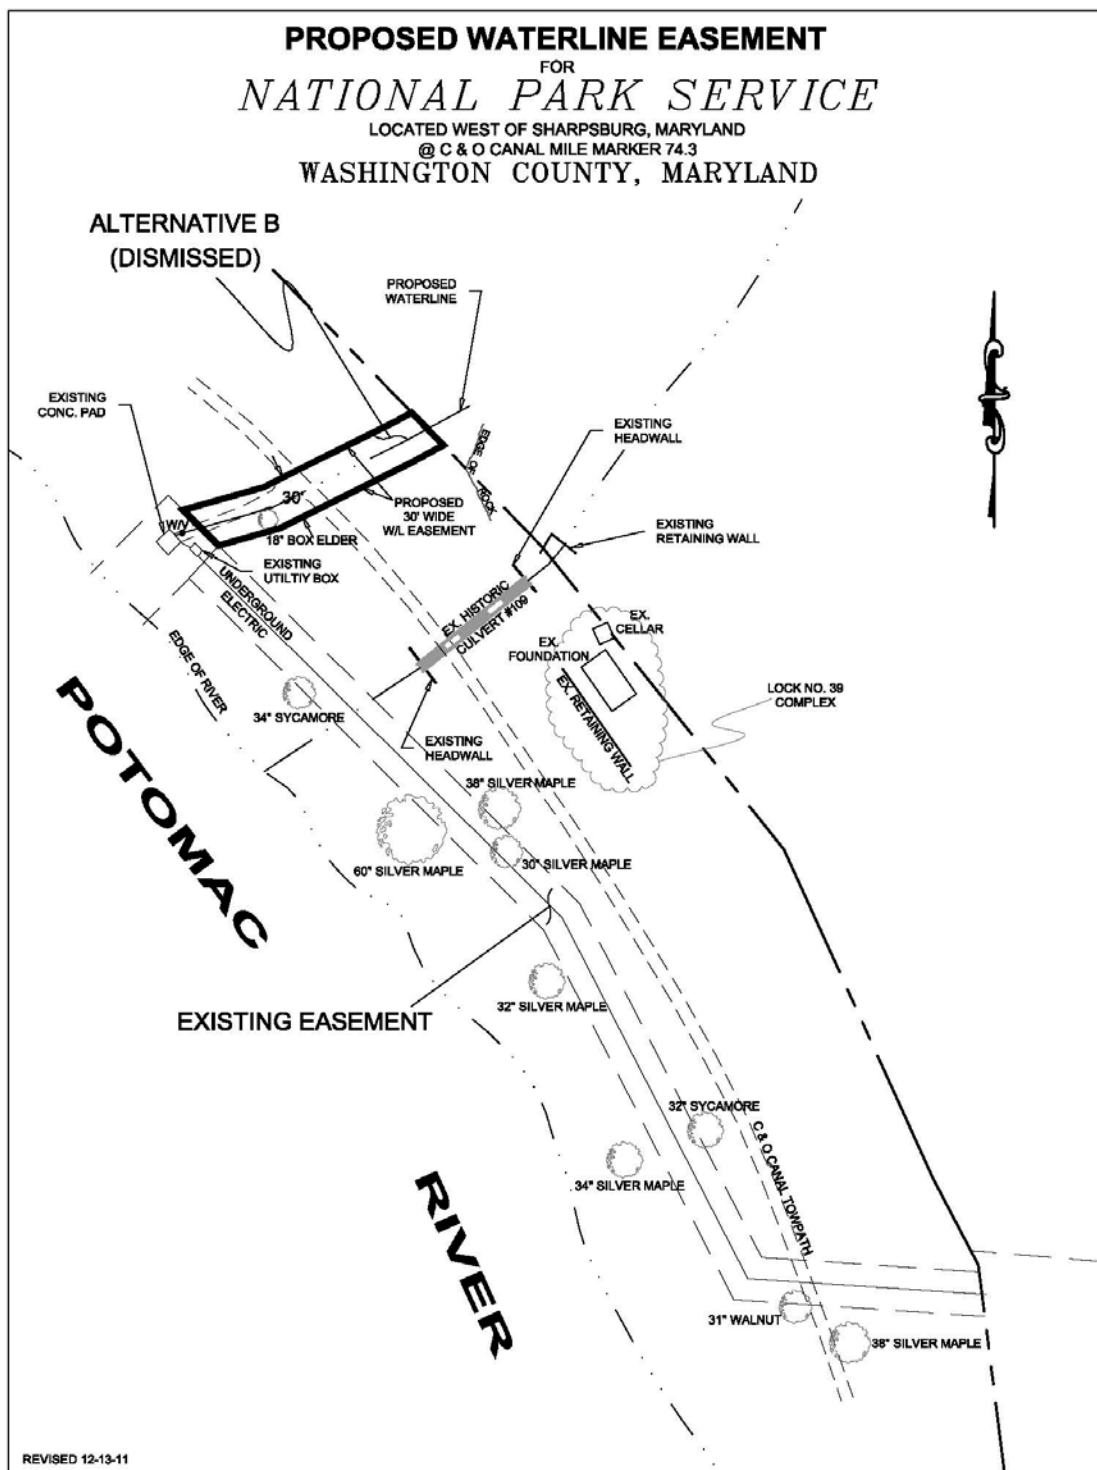 PROPOSED WATERLINE EASEMENT
FOR
NATIONAL PARK SERVICE
LOCATED WEST OF SHARPSBURG, MARYLAND
@ C & O CANAL MILE MARKER 74.3
WASHINGTON COUNTY, MARYLAND
ALTERNATIVE B
(DISMISSED)
PROPOSED
WATERLINE
EXISTING
CONC. PAD
EXISTING
HEADWALL
EDGE OF ROCK
30'
PROPOSED
30' WIDE
W/L EASEMENT
W/V
18" BOX ELDER
EXISTING
RETAINING WALL
EXISTING
UTILTIY BOX
UNDERGROUND
ELECTRIC
EX. HISTORIC
CULVERT #109
EX.
CELLAR
EX.
FOUNDATION
EX. RETAINING WALL
LOCK NO. 39
COMPLEX
EDGE OF RIVER
34" SYCAMORE
EXISTING
HEADWALL
38" SILVER MAPLE
60" SILVER MAPLE
30" SILVER MAPLE
POTOMAC
32" SILVER MAPLE
EXISTING EASEMENT
32" SYCAMORE
C & O CANAL TOWPATH
34" SILVER MAPLE
RIVER
31" WALNUT
38" SILVER MAPLE
REVISED 12-13-11